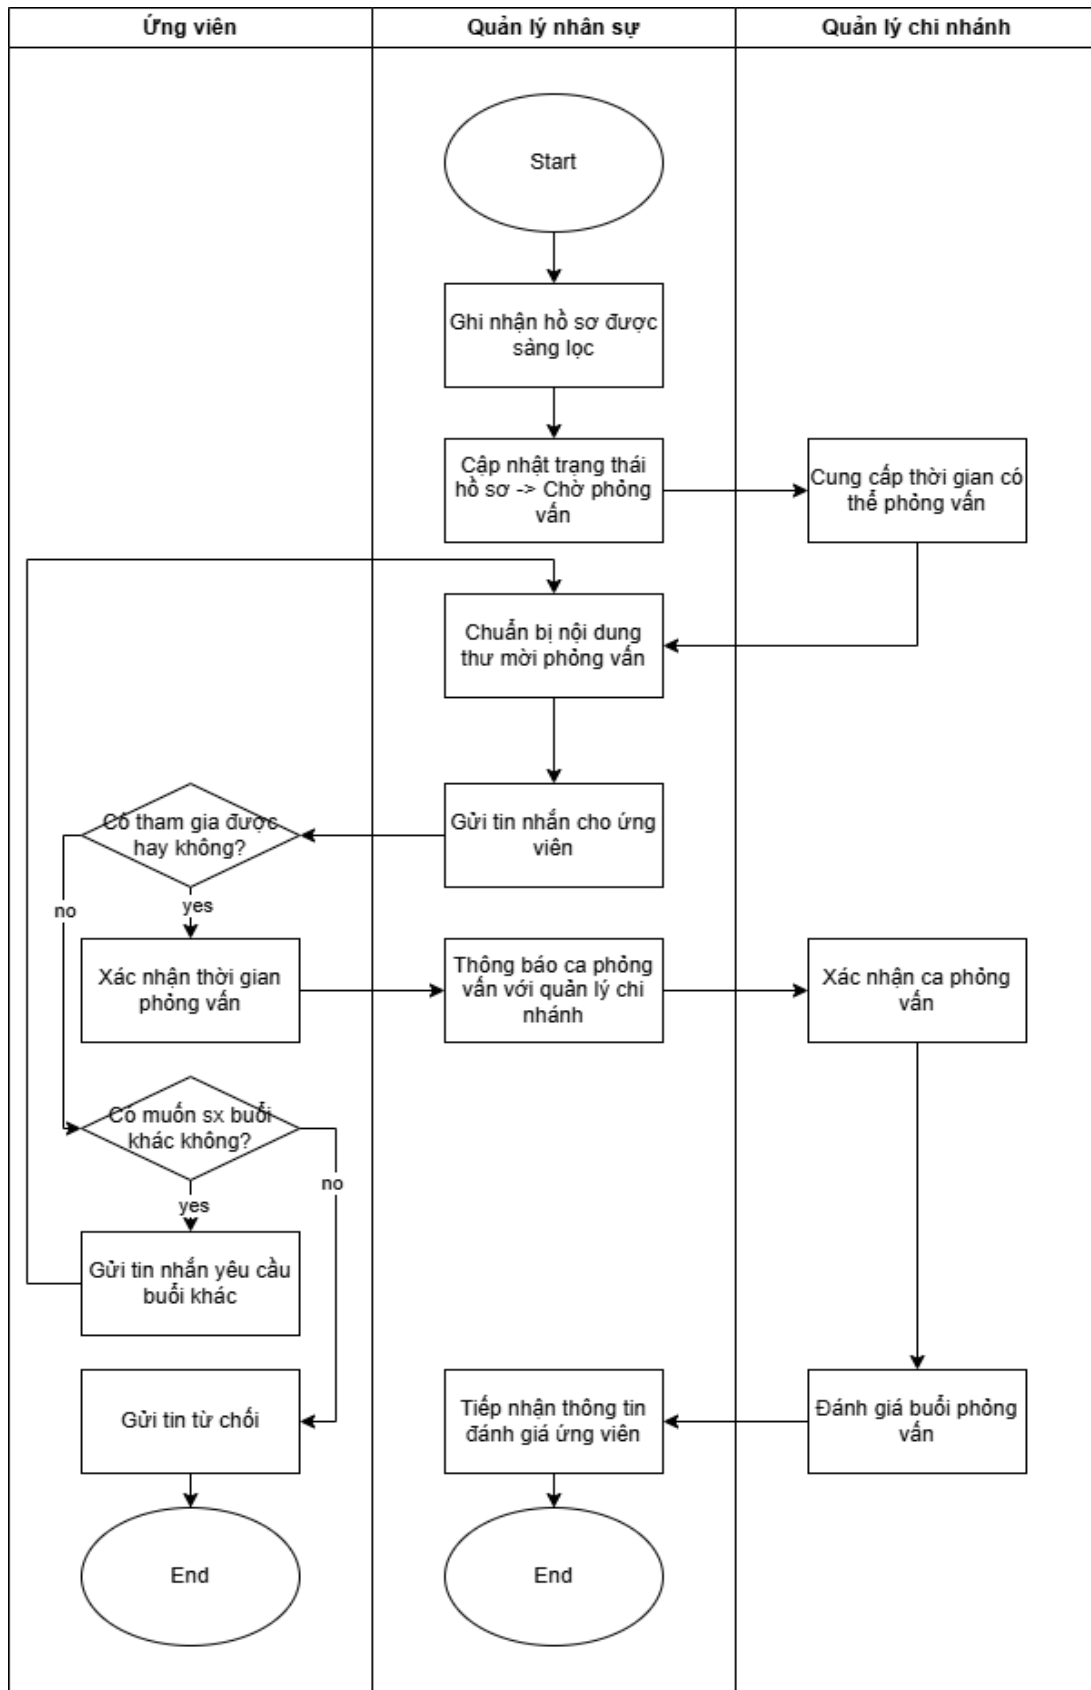 Ứng viên
Quản lý nhân sự
Quản lý chi nhánh
Start
Ghi nhận hồ sơ được
sàng lọc
Cập nhật trạng thái
hồ sơ -> Chờ phỏng
vấn
Cung cấp thời gian có
thể phỏng vấn
Chuẩn bị nội dung
thư mời phỏng vấn
Có tham gia được
hay không?
Gửi tin nhắn cho ứng
viên
no
yes
Xác nhận thời gian
phỏng vấn
Thông báo ca phỏng
vấn với quản lý chi
nhánh
Xác nhận ca phỏng
vấn
Có muốn sx buổi
khác không?
no
yes
Gửi tin nhắn yêu cầu
buổi khác
Gửi tin từ chối
Tiếp nhận thông tin
đánh giá ứng viên
Đánh giá buổi phỏng
vấn
End
End